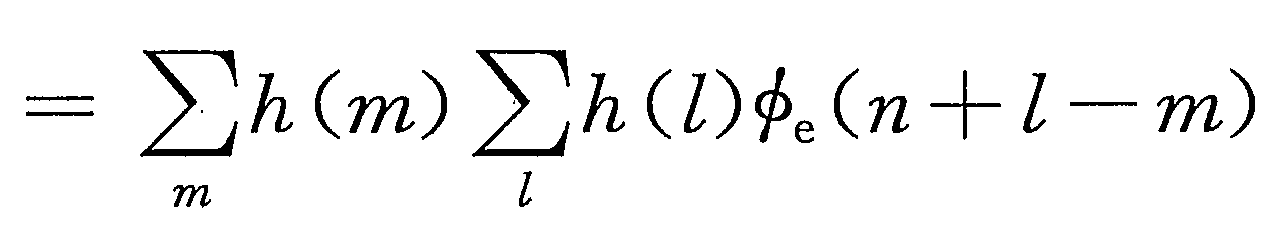 = ∑_m h(m) ∑_l h(l)ϕ_e(n+l−m)